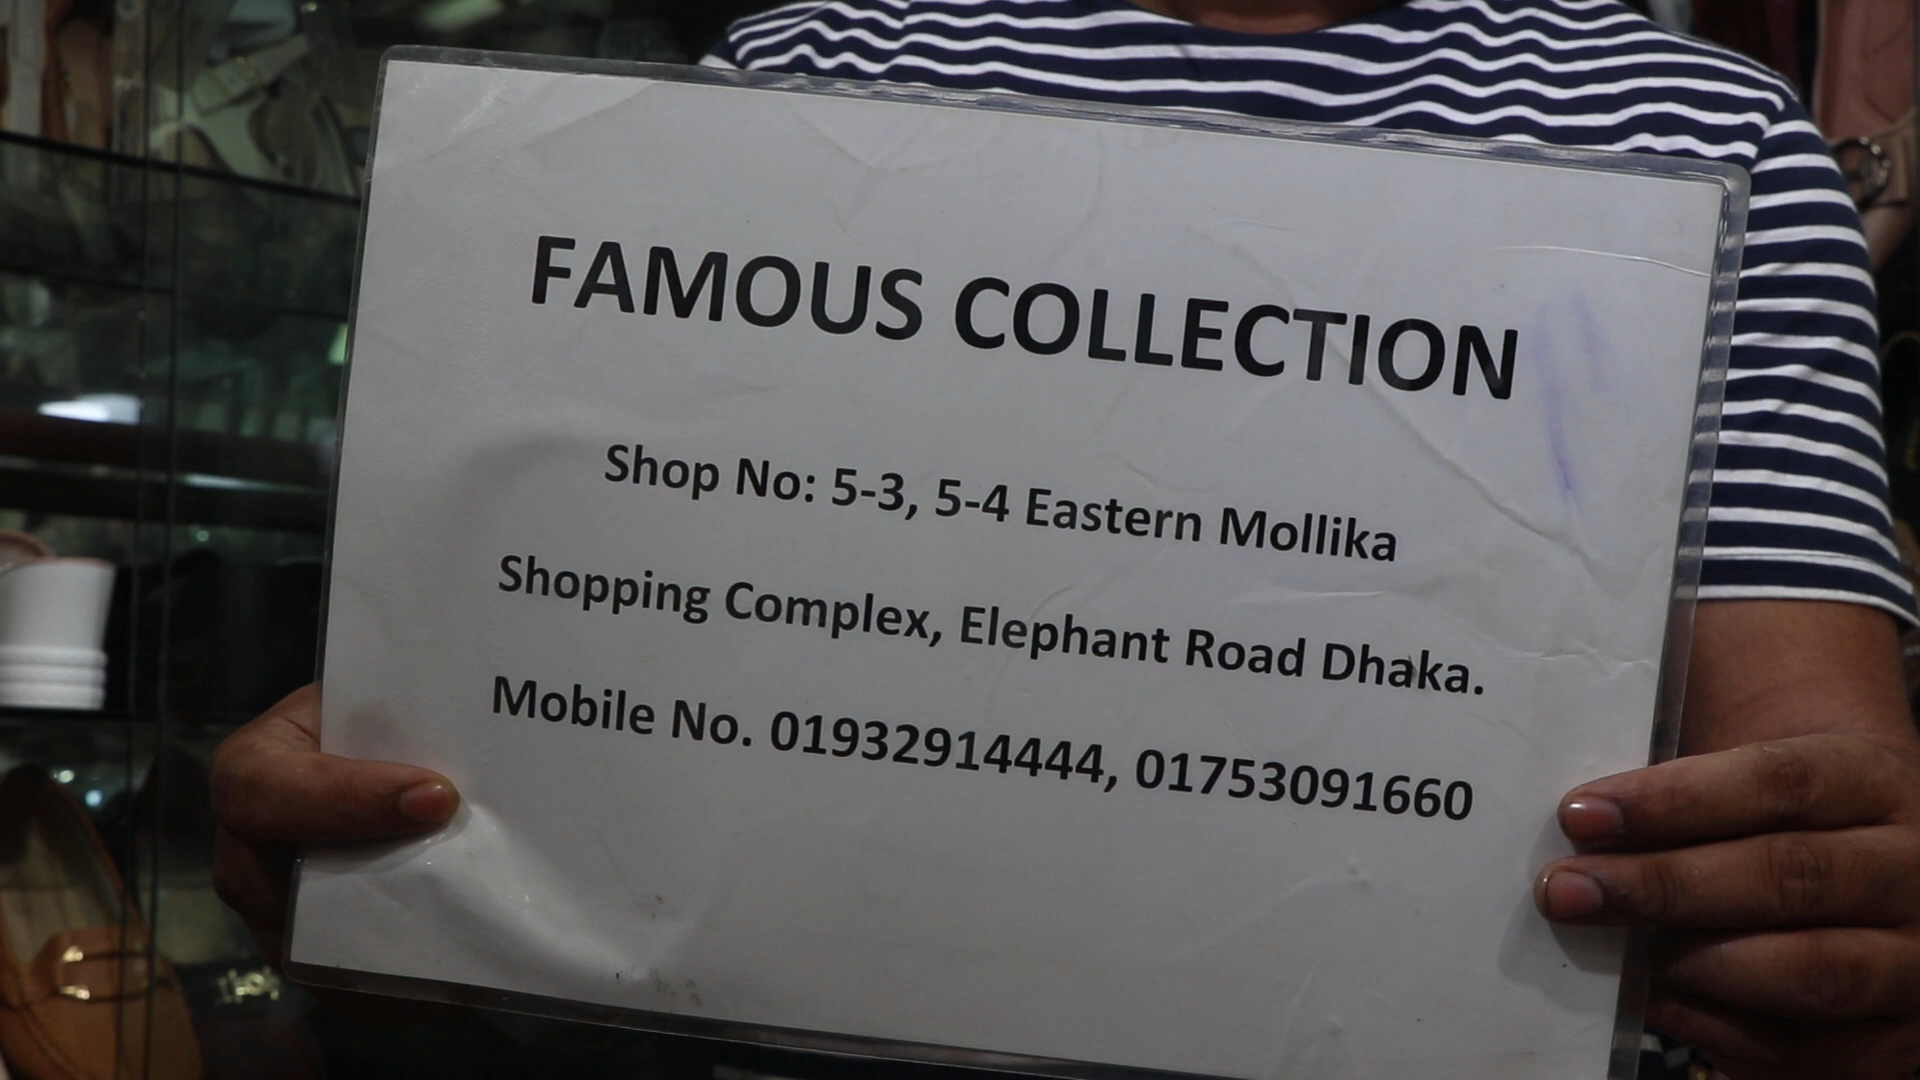 FAMOUS COLLECTION
Shop No: 5-3, 5-4 Eastern Mollika
Shopping Complex, Elephant Road Dhaka.
Mobile No. 01932914444, 01753091660